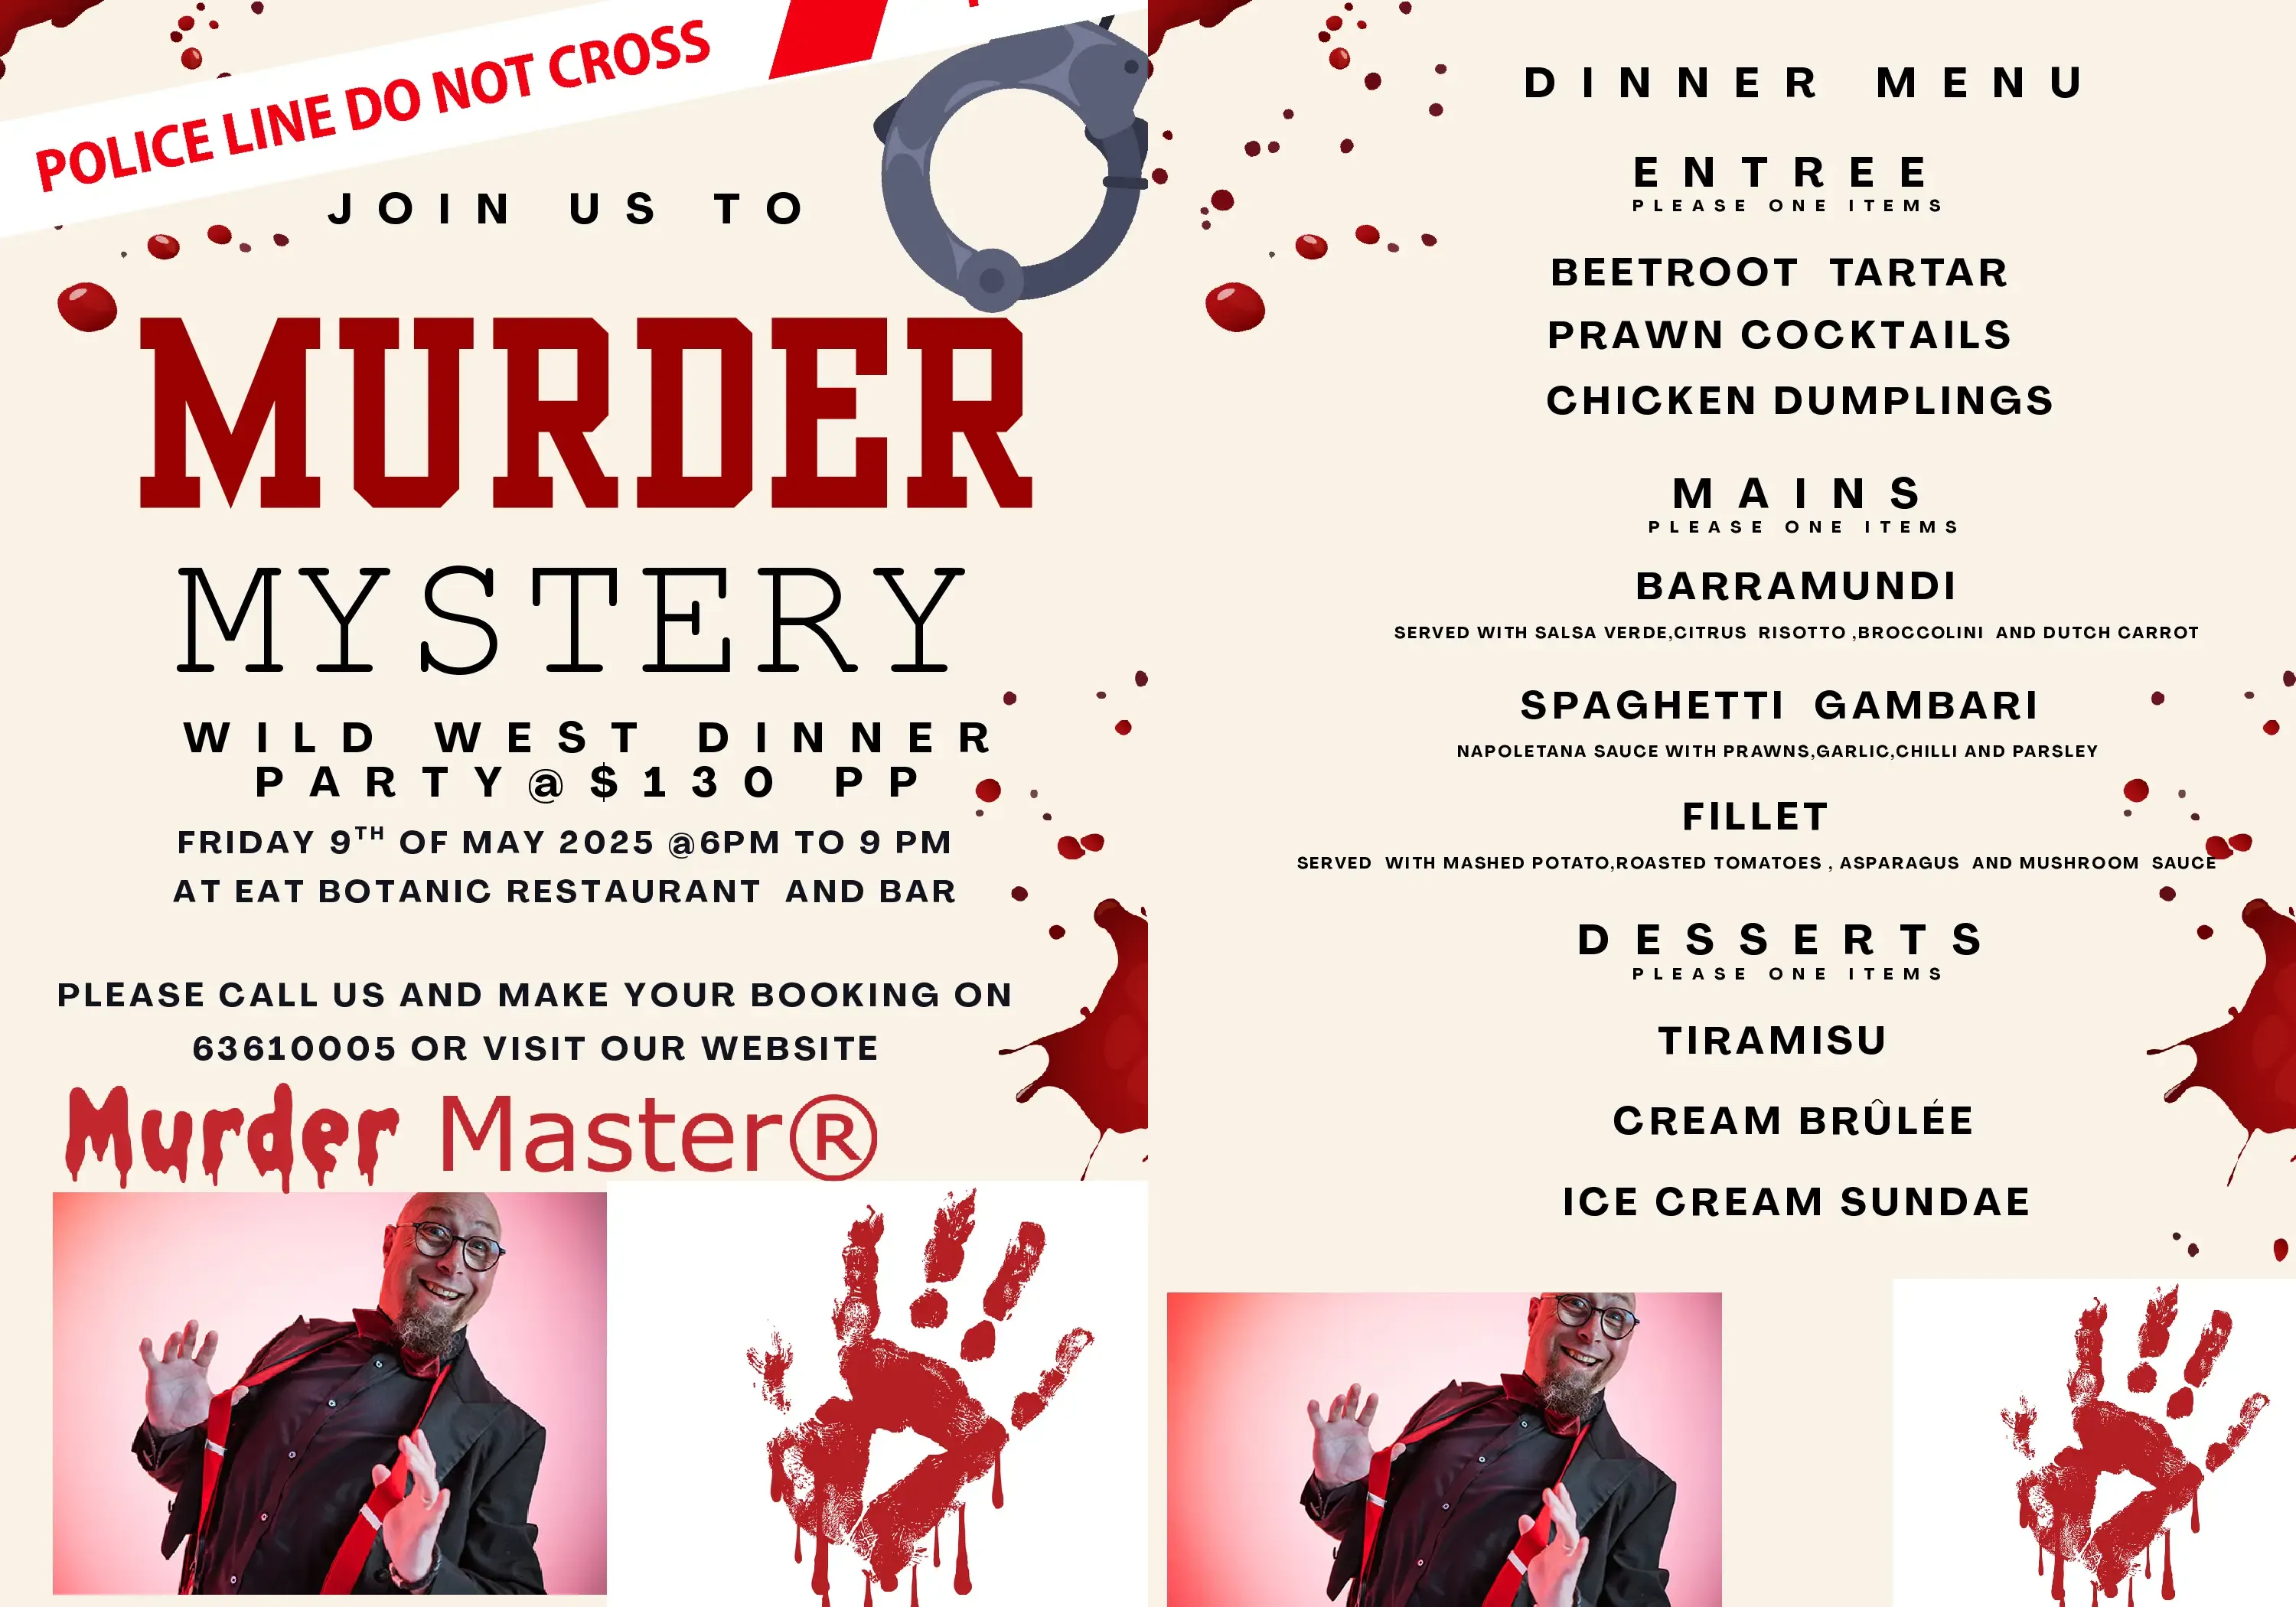 POLICE LINE DO NOT CROSS
JOIN US TO
MURDER
MYSTERY
WILD WEST DINNER
PARTY@$130 PP
FRIDAY 9TH OF MAY 2025 @6PM TO 9 PM
AT EAT BOTANIC RESTAURANT AND BAR
PLEASE CALL US AND MAKE YOUR BOOKING ON
63610005 OR VISIT OUR WEBSITE
Murder Master®
DINNER MENU
ENTREE
PLEASE ONE ITEMS
BEETROOT TARTAR
PRAWN COCKTAILS
CHICKEN DUMPLINGS
MAINS
PLEASE ONE ITEMS
BARRAMUNDI
SERVED WITH SALSA VERDE,CITRUS RISOTTO ,BROCCOLINI AND DUTCH CARROT
SPAGHETTI GAMBARI
NAPOLETANA SAUCE WITH PRAWNS,GARLIC,CHILLI AND PARSLEY
FILLET
SERVED WITH MASHED POTATO,ROASTED TOMATOES , ASPARAGUS AND MUSHROOM SAUCE
DESSERTS
PLEASE ONE ITEMS
TIRAMISU
CREAM BRÛLÉE
ICE CREAM SUNDAE